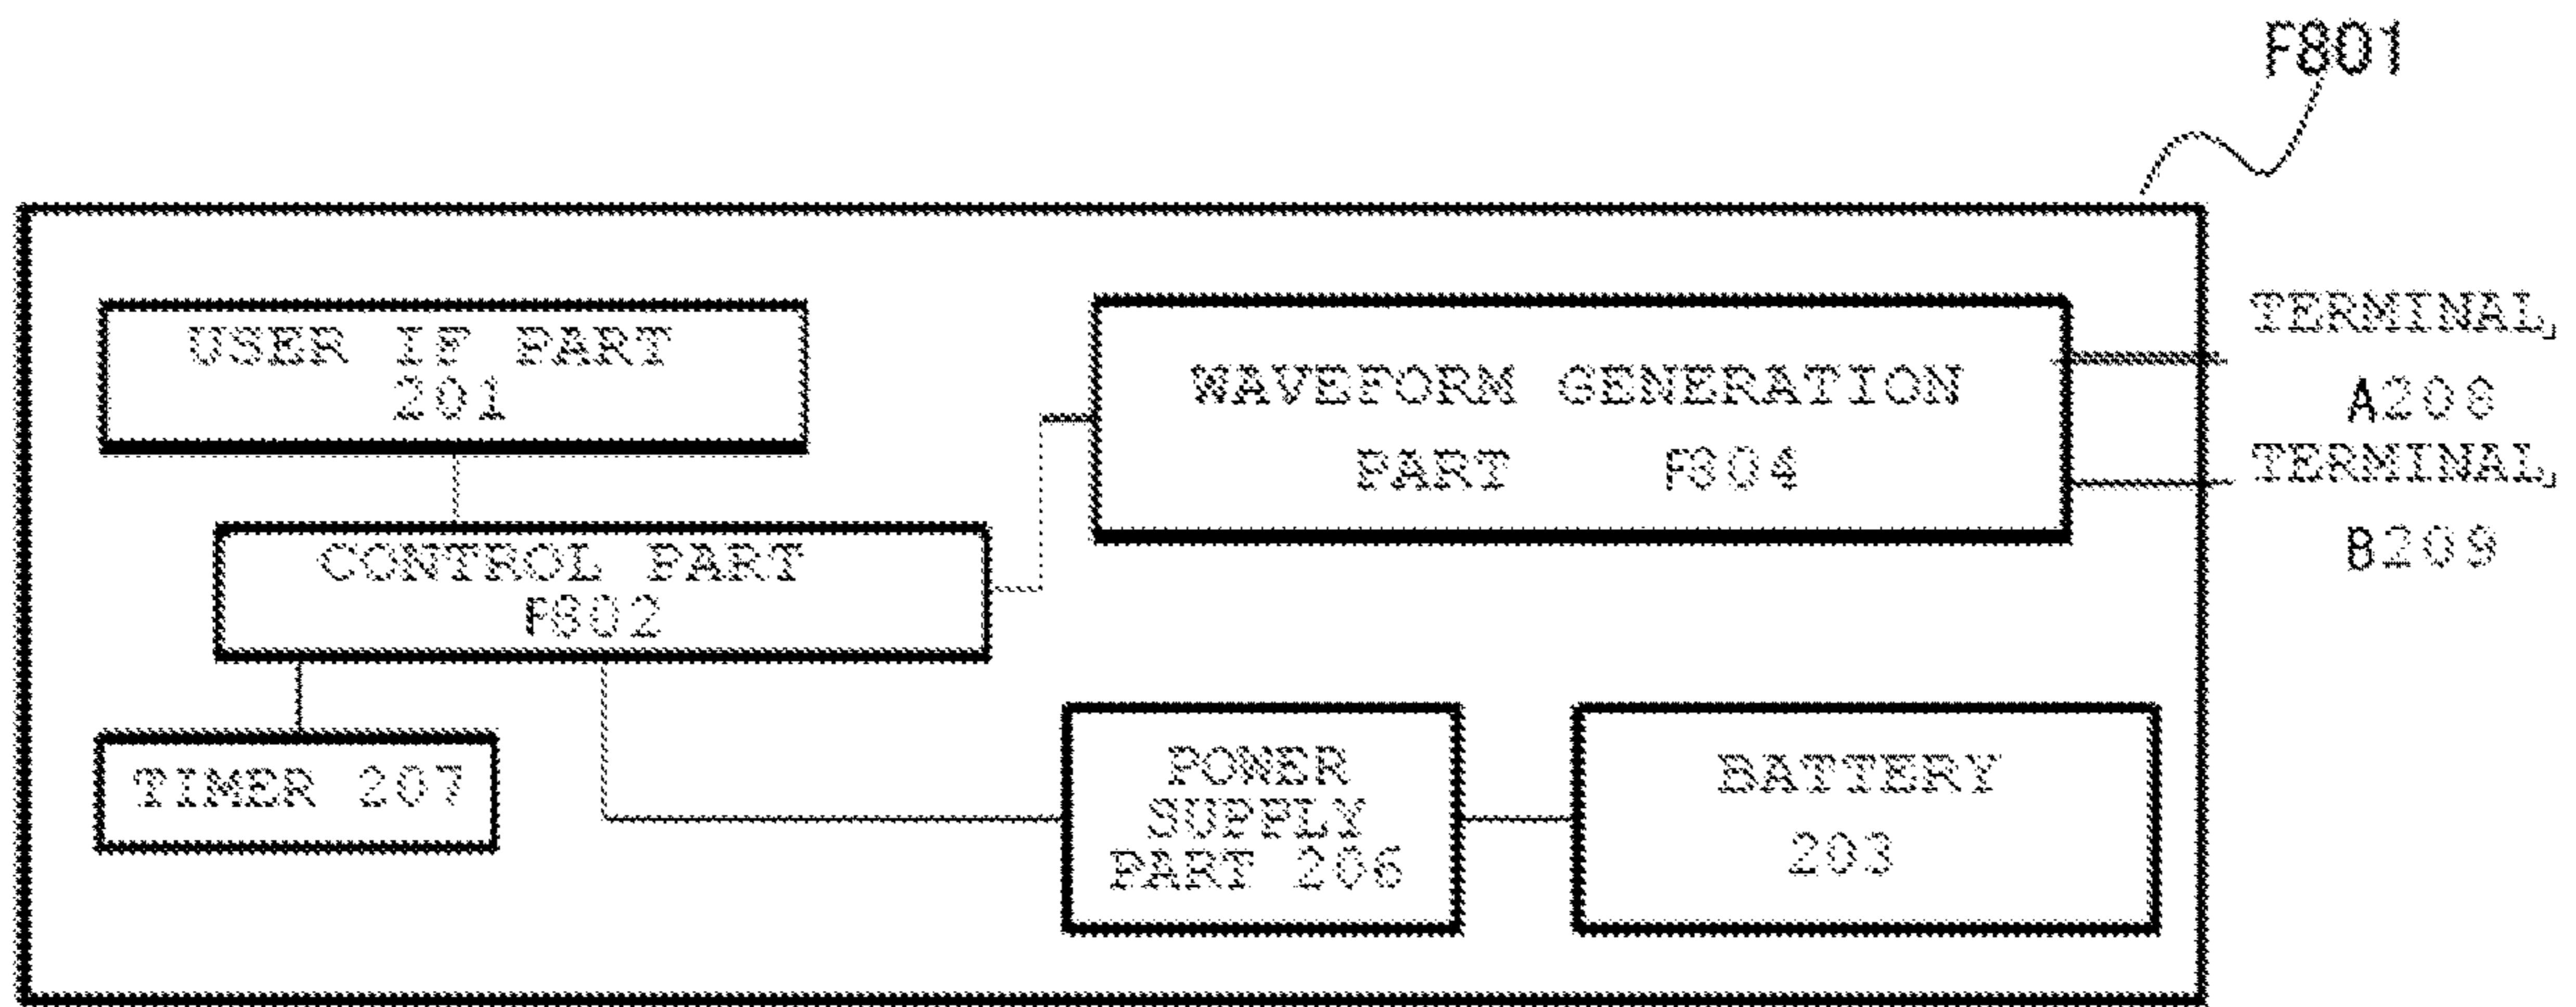 F801
USER IF PART
201
WAVEFORM GENERATION
PART F804
TERMINAL
A208
TERMINAL
B209
CONTROL PART
F802
TIMER 207
POWER
SUPPLY
PART 206
BATTERY
203